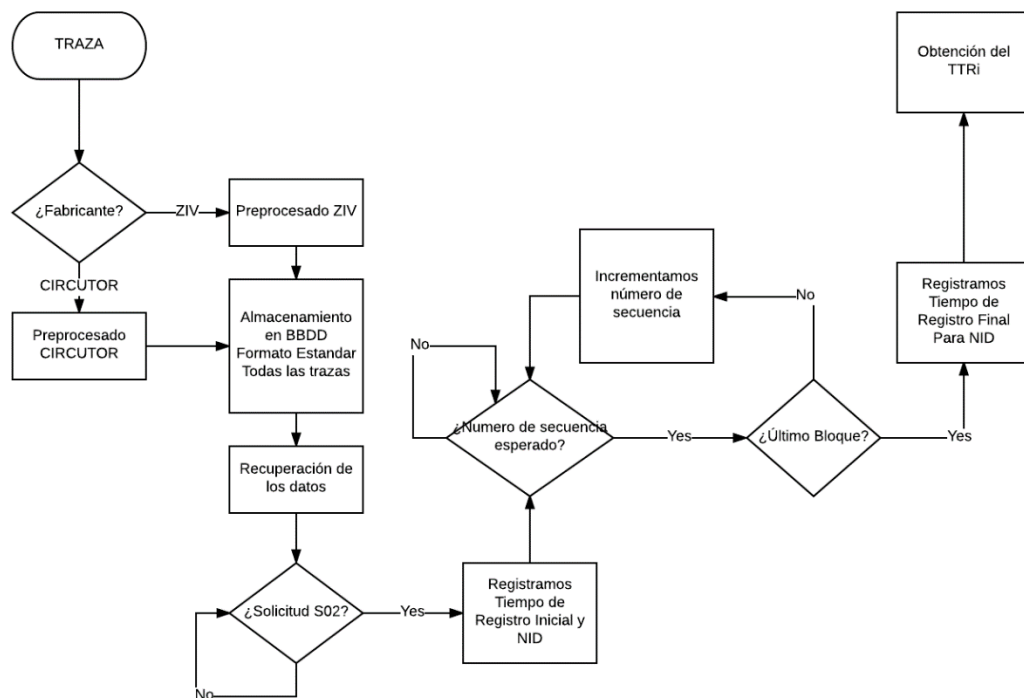 TRAZA
¿Fabricante?
ZIV
Preprocesado ZIV
CIRCUTOR
Preprocesado
CIRCUTOR
Almacenamiento
en BBDD
Formato Estandar
Todas las trazas
Recuperación de
los datos
¿Solicitud S02?
No
Yes
Registramos
Tiempo de
Registro Inicial y
NID
¿Numero de secuencia
esperado?
No
Yes
¿Último Bloque?
No
Incrementamos
número de
secuencia
Yes
Registramos
Tiempo de
Registro Final
Para NID
Obtención del
TTRi